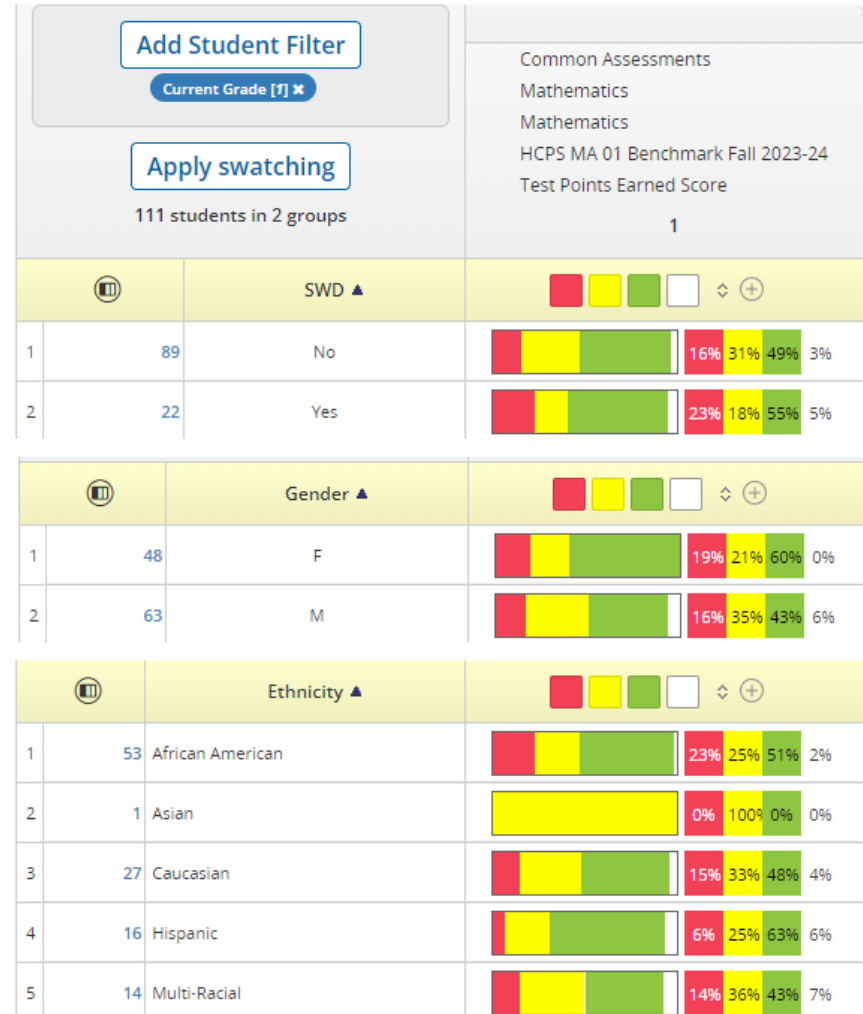 Add Student Filter
Current Grade [1] ✖
Apply swatching
111 students in 2 groups
Common Assessments
Mathematics
Mathematics
HCPS MA 01 Benchmark Fall 2023-24
Test Points Earned Score
1
SWD ▲
1 89 No 16% 31% 49% 3%
2 22 Yes 23% 18% 55% 5%
Gender ▲
1 48 F 19% 21% 60% 0%
2 63 M 16% 35% 43% 6%
Ethnicity ▲
1 53 African American 23% 25% 51% 2%
2 1 Asian 0% 100% 0% 0%
3 27 Caucasian 15% 33% 48% 4%
4 16 Hispanic 6% 25% 63% 6%
5 14 Multi-Racial 14% 36% 43% 7%